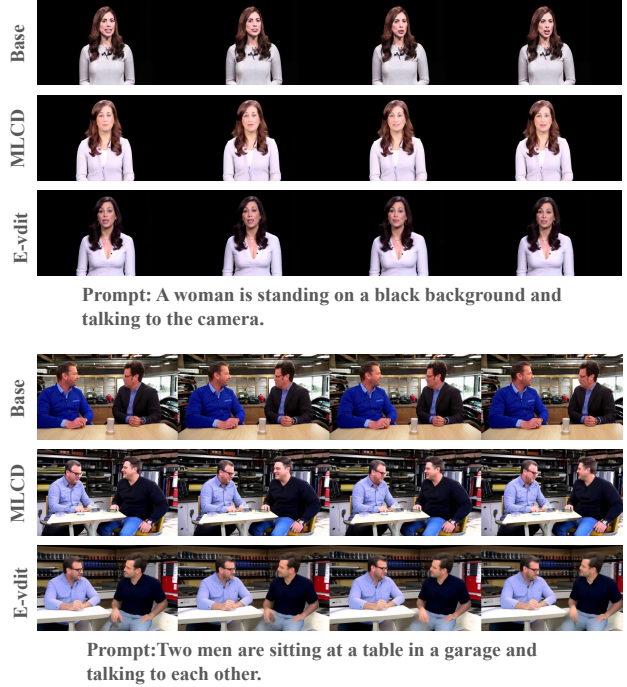 Base
MLCD
E-vdit
Prompt: A woman is standing on a black background and
talking to the camera.
Base
MLCD
E-vdit
Prompt:Two men are sitting at a table in a garage and
talking to each other.